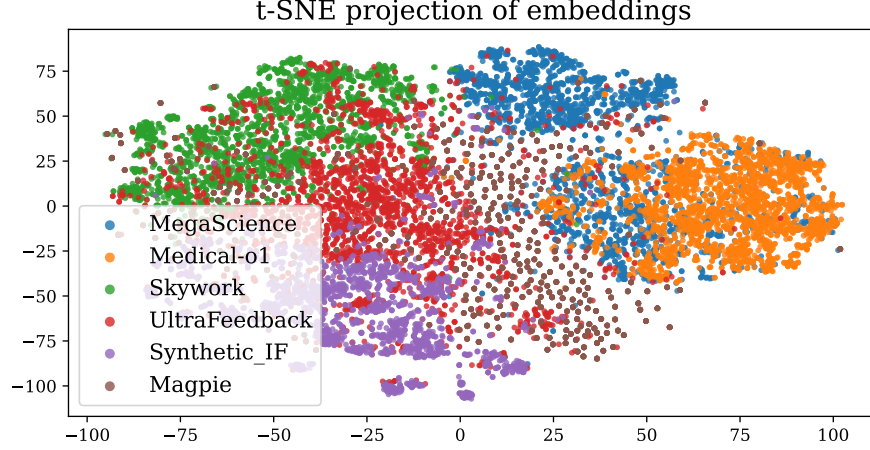 t-SNE projection of embeddings
75
50
25
0
−25
−50
−75
−100
MegaScience
Medical-o1
Skywork
UltraFeedback
Synthetic_IF
Magpie
−100 −75 −50 −25 0 25 50 75 100